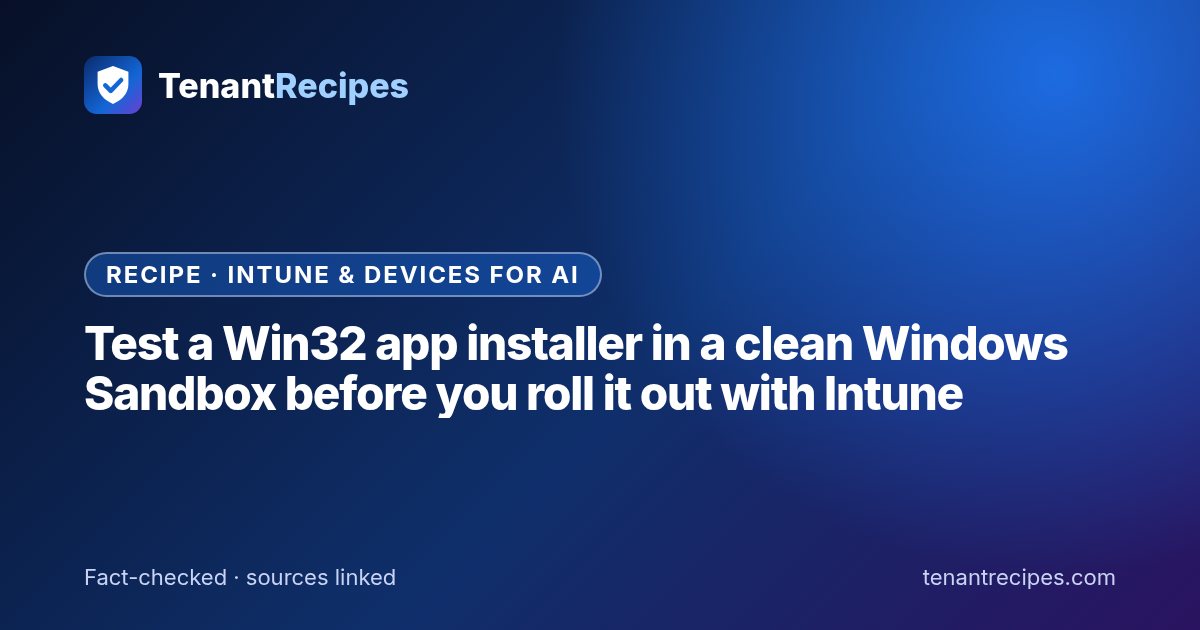 TenantRecipes
RECIPE · INTUNE & DEVICES FOR AI
Test a Win32 app installer in a clean Windows
Sandbox before you roll it out with Intune
Fact-checked · sources linked
tenantrecipes.com